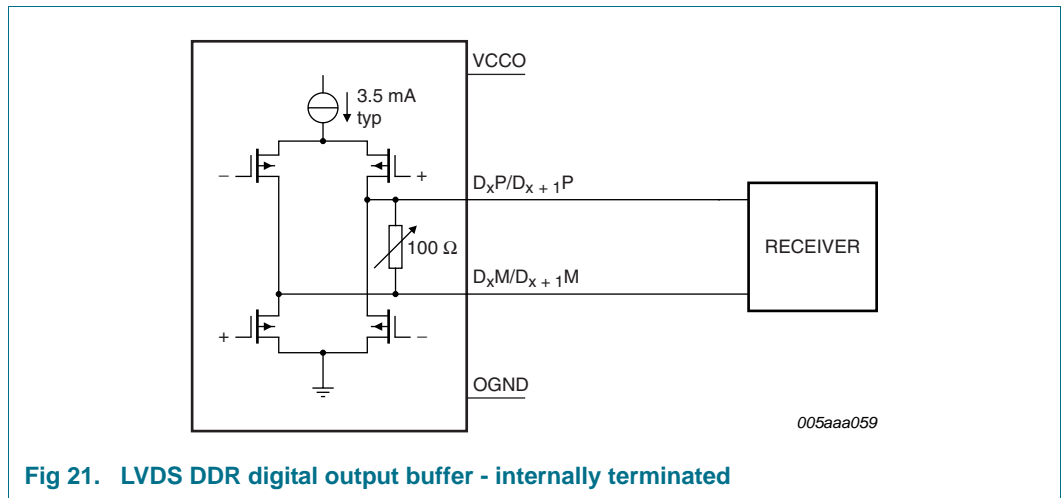 VCCO
3.5 mA
typ
−
+
DxP/Dx + 1P
100 Ω
RECEIVER
DxM/Dx + 1M
+
−
OGND
005aaa059
Fig 21. LVDS DDR digital output buffer - internally terminated